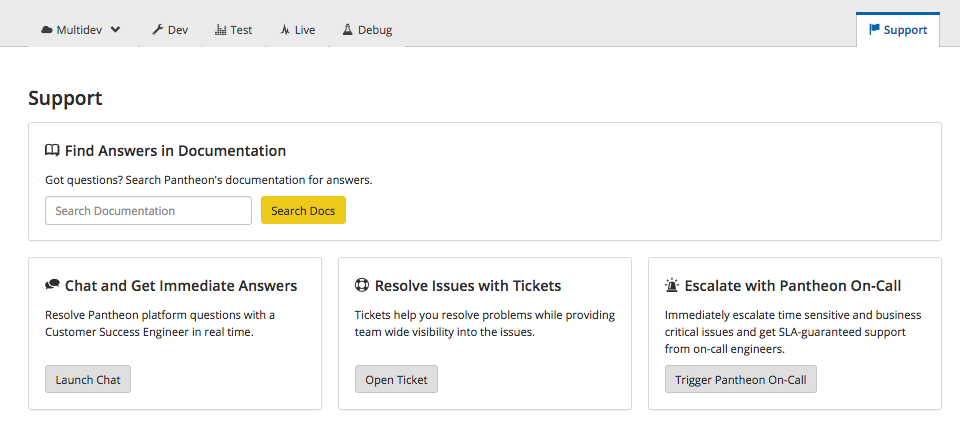 Multidev Dev Test Live Debug Support
Support
Find Answers in Documentation
Got questions? Search Pantheon's documentation for answers.
Search Documentation Search Docs
Chat and Get Immediate Answers
Resolve Pantheon platform questions with a
Customer Success Engineer in real time.
Launch Chat
Resolve Issues with Tickets
Tickets help you resolve problems while providing
team wide visibility into the issues.
Open Ticket
Escalate with Pantheon On-Call
Immediately escalate time sensitive and business
critical issues and get SLA-guaranteed support
from on-call engineers.
Trigger Pantheon On-Call